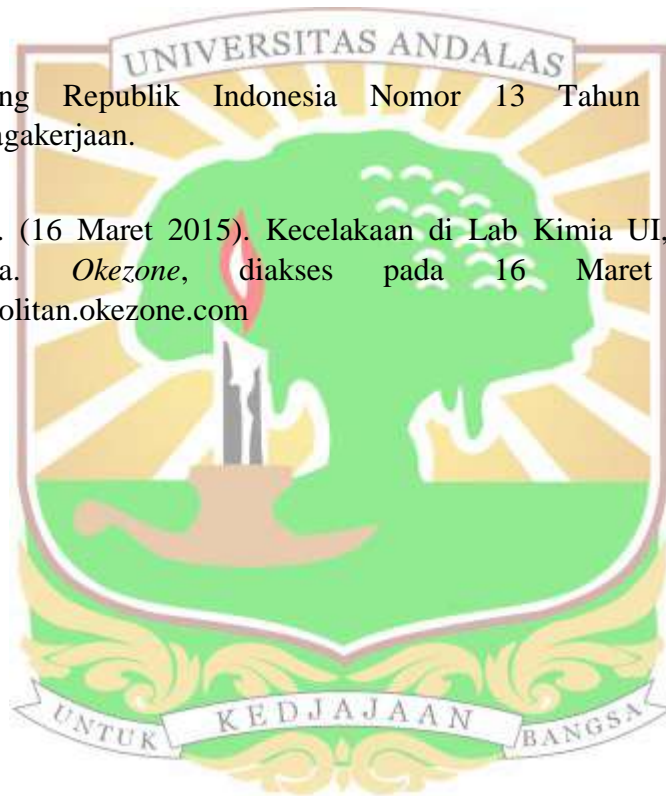 UNIVERSITAS ANDALAS
ng Republik Indonesia Nomor 13 Tahun
agakerjaan.
. (16 Maret 2015). Kecelakaan di Lab Kimia UI,
a. Okezone, diakses pada 16 Maret
olitan.okezone.com
UNTUK KEDJAJAAN BANGSA